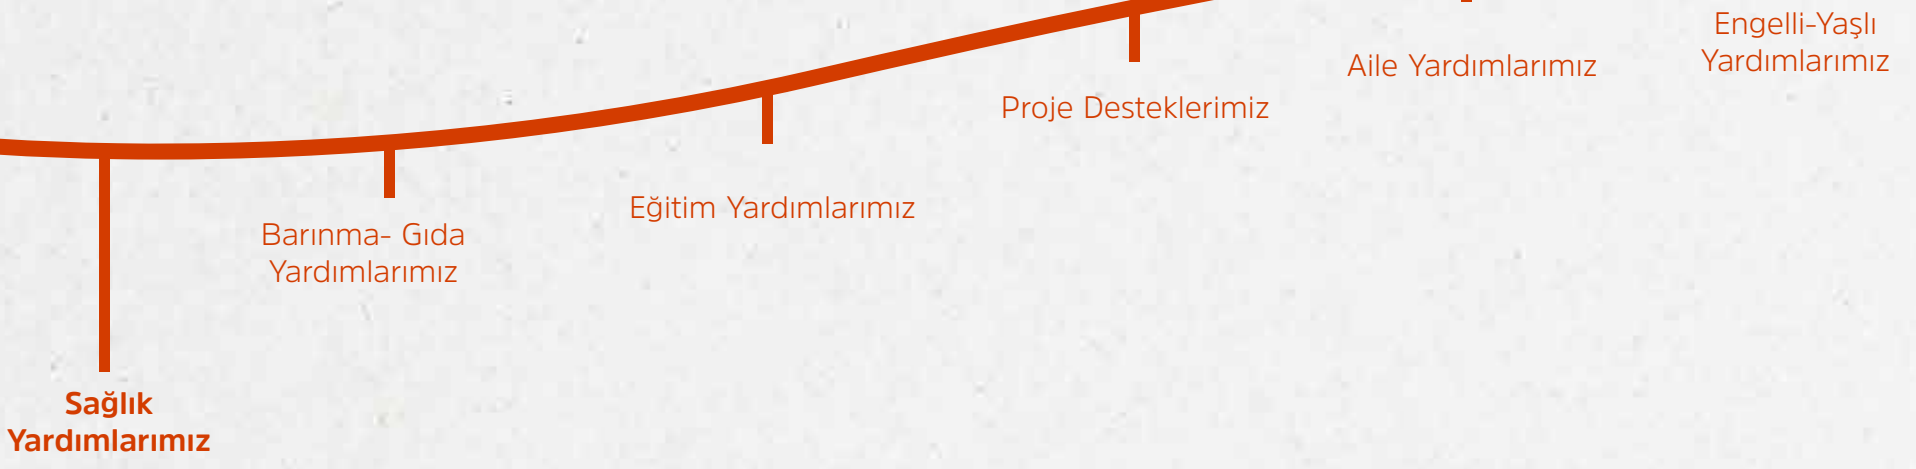 Engelli-Yaşlı
Yardımlarımız
Aile Yardımlarımız
Proje Desteklerimiz
Eğitim Yardımlarımız
Barınma- Gıda
Yardımlarımız
Sağlık
Yardımlarımız